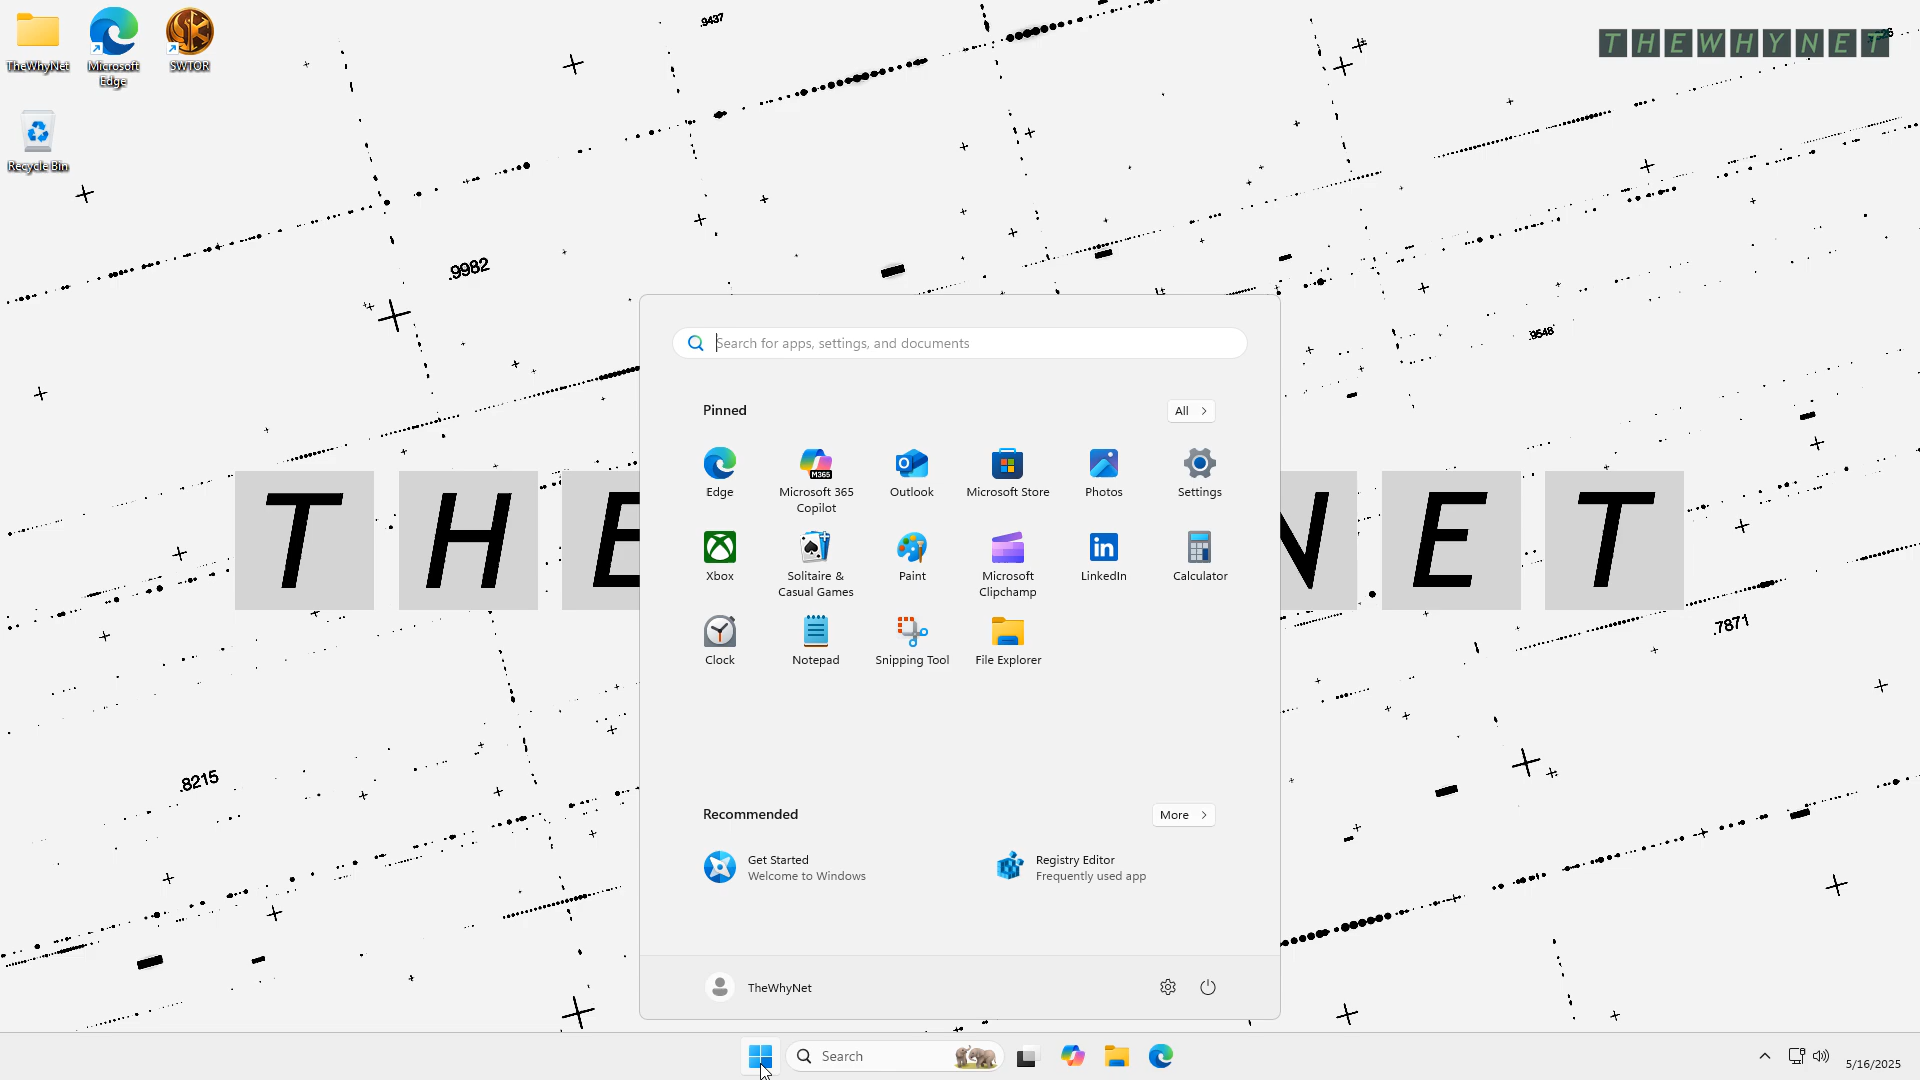 TheWhyNet
Microsoft Edge
SWTOR
Recycle Bin
.9437
THEWHYNET
.9982
.9548
Search for apps, settings, and documents
Pinned
All
Edge
Microsoft 365 Copilot
M365
Outlook
Microsoft Store
Photos
Settings
T H E N E T
Xbox
Solitaire & Casual Games
Paint
Microsoft Clipchamp
LinkedIn
Calculator
Clock
Notepad
Snipping Tool
File Explorer
.7871
.8215
Recommended
More
Get Started
Welcome to Windows
Registry Editor
Frequently used app
TheWhyNet
Search
5/16/2025